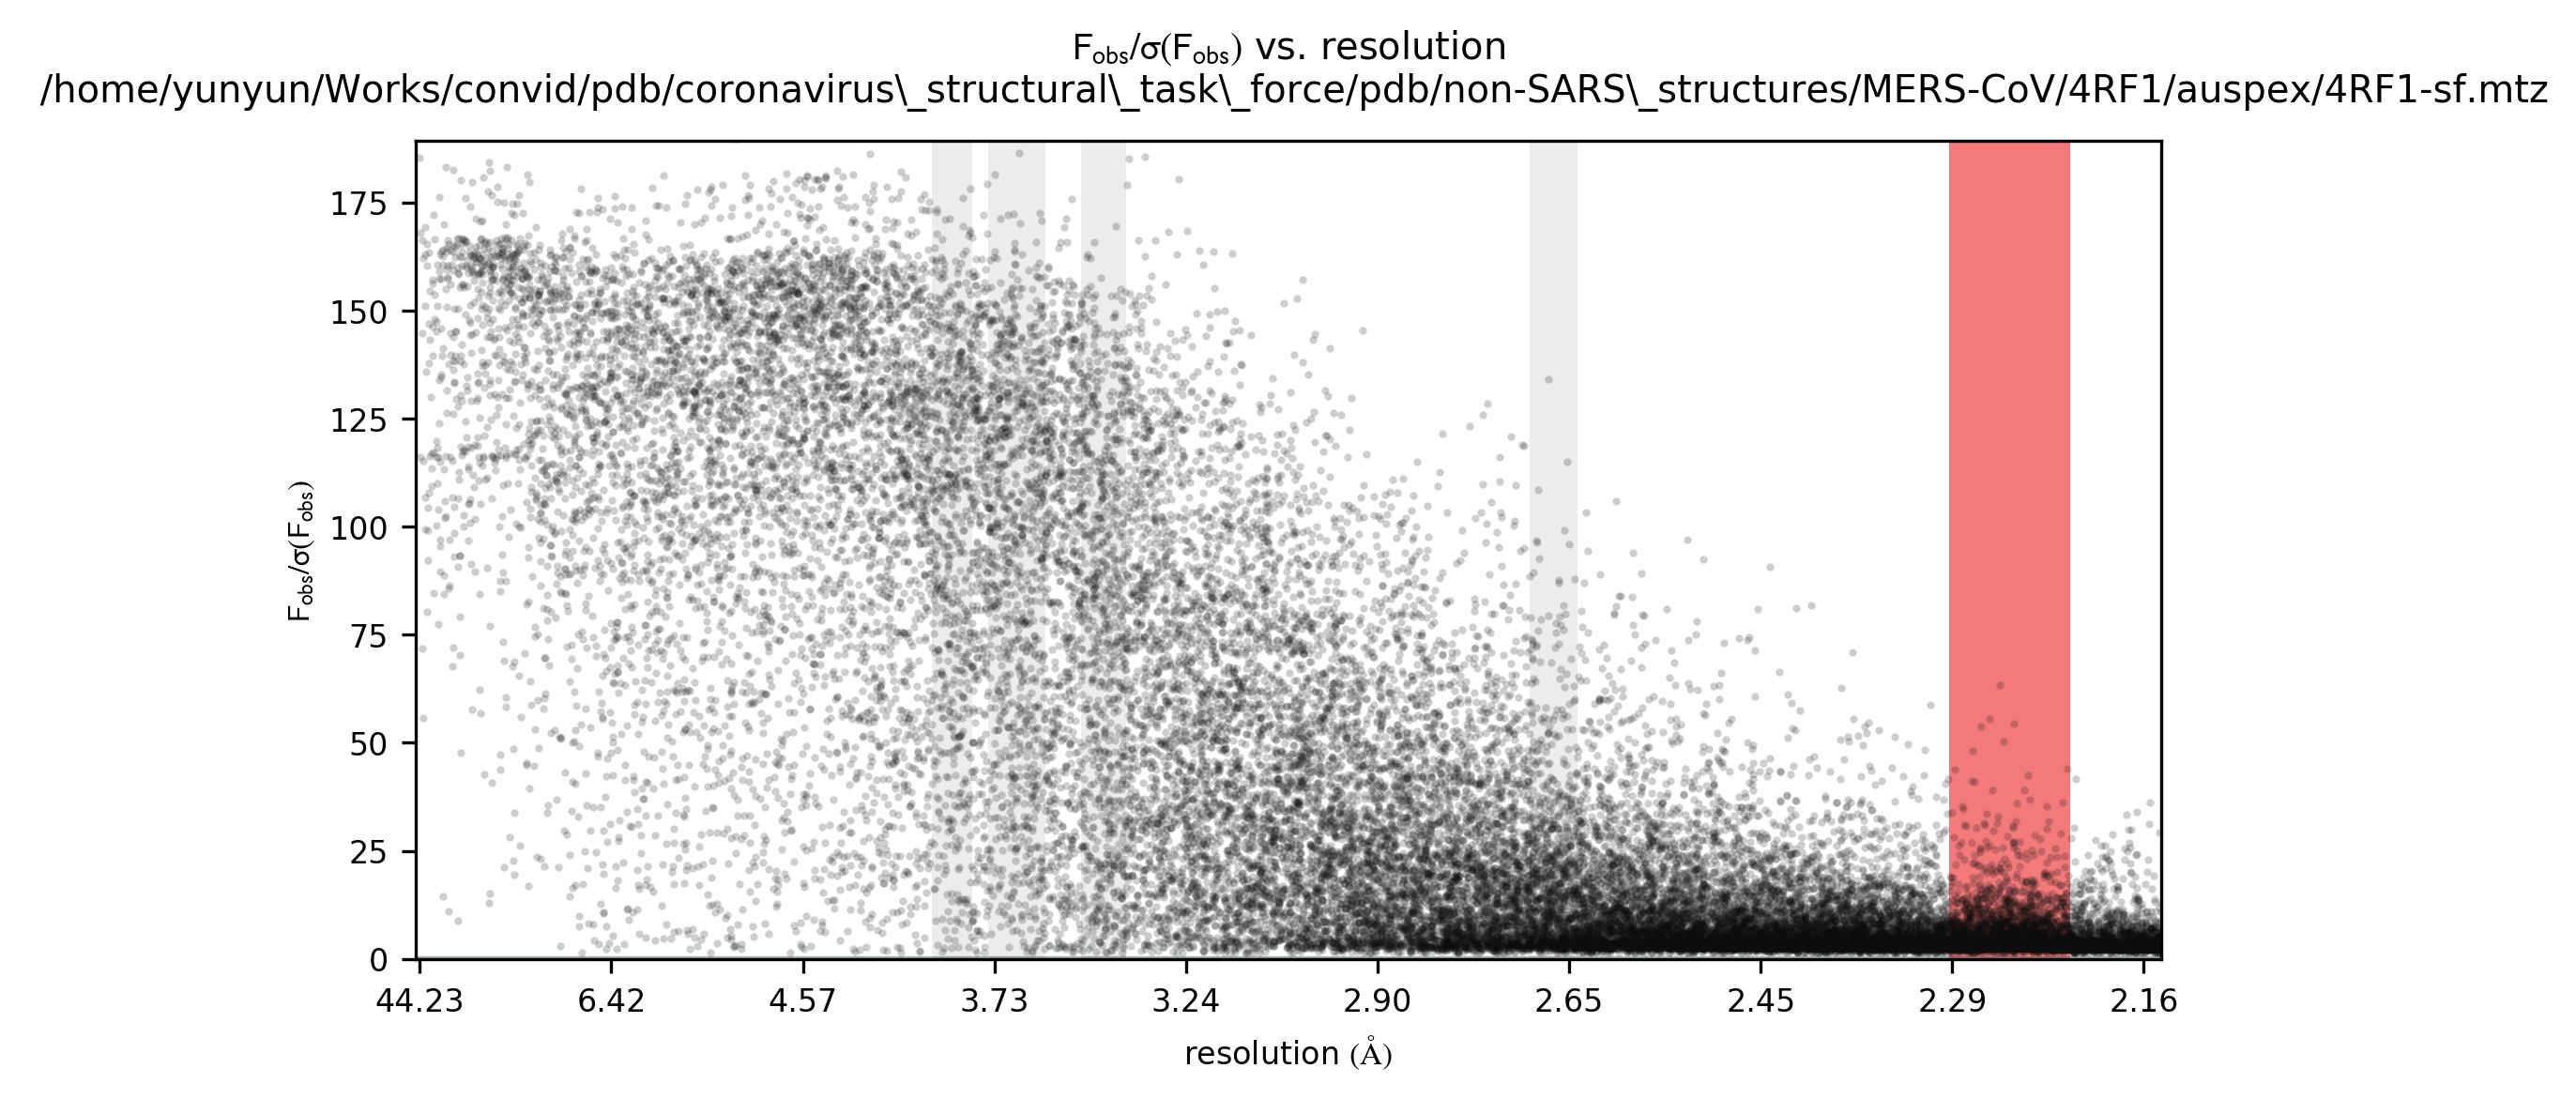 Fobs/σ(Fobs) vs. resolution
/home/yunyun/Works/convid/pdb/coronavirus\_structural\_task\_force/pdb/non-SARS\_structures/MERS-CoV/4RF1/auspex/4RF1-sf.mtz
Fobs/σ(Fobs)
175
150
125
100
75
50
25
0
44.23 6.42 4.57 3.73 3.24 2.90 2.65 2.45 2.29 2.16
resolution (Å)